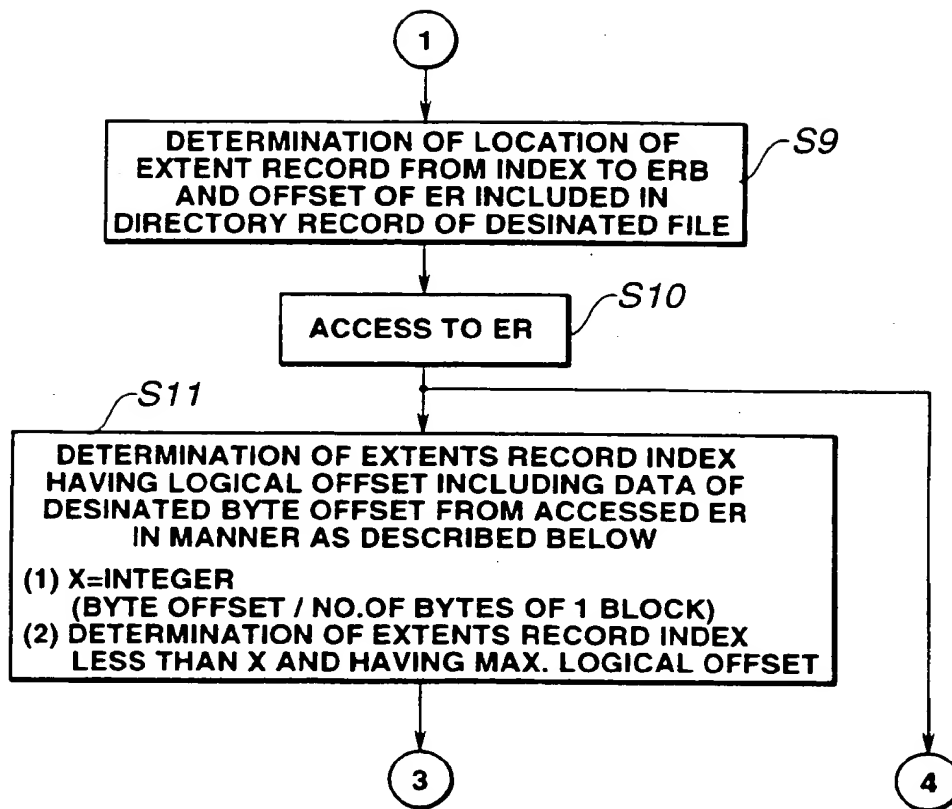 1
DETERMINATION OF LOCATION OF
EXTENT RECORD FROM INDEX TO ERB
AND OFFSET OF ER INCLUDED IN
DIRECTORY RECORD OF DESINATED FILE
S9
ACCESS TO ER
S10
S11
DETERMINATION OF EXTENTS RECORD INDEX
HAVING LOGICAL OFFSET INCLUDING DATA OF
DESINATED BYTE OFFSET FROM ACCESSED ER
IN MANNER AS DESCRIBED BELOW
(1) X=INTEGER
(BYTE OFFSET / NO.OF BYTES OF 1 BLOCK)
(2) DETERMINATION OF EXTENTS RECORD INDEX
LESS THAN X AND HAVING MAX. LOGICAL OFFSET
3
4